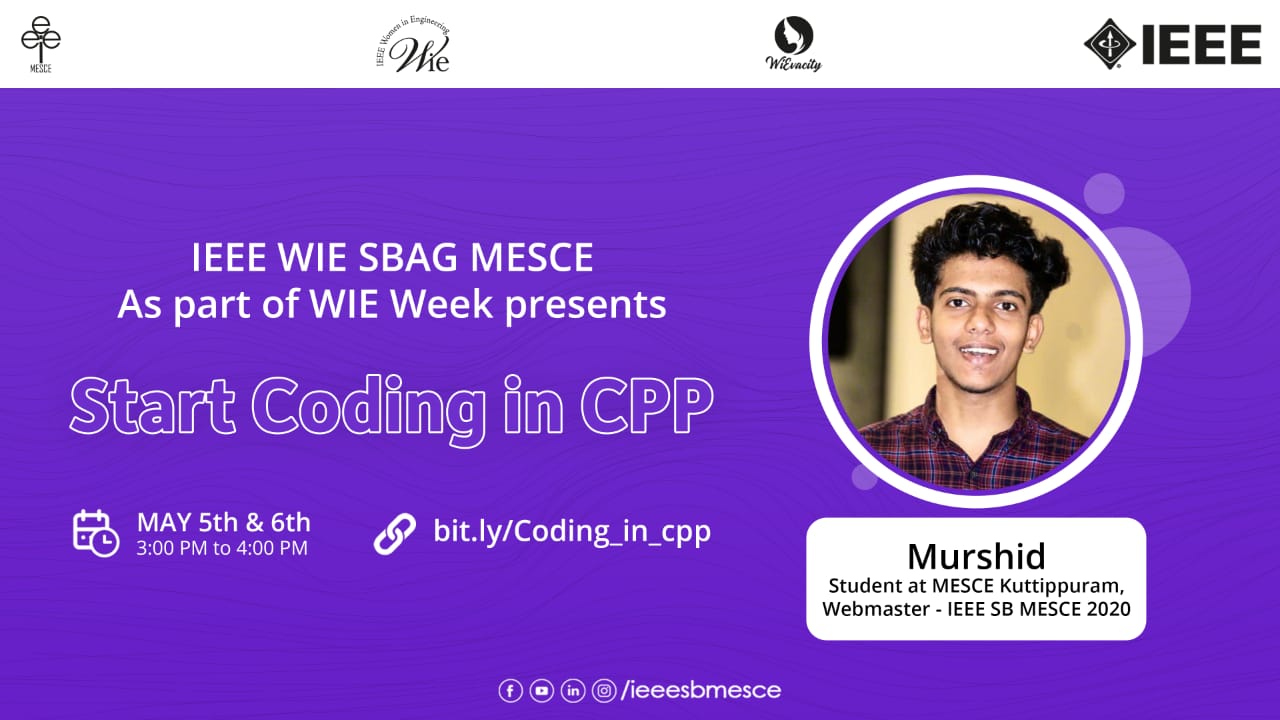 MESCE
IEEE Women in Engineering
WiE
WiEvacity
IEEE
IEEE WIE SBAG MESCE
As part of WIE Week presents
Start Coding in CPP
MAY 5th & 6th
3:00 PM to 4:00 PM
bit.ly/Coding_in_cpp
Murshid
Student at MESCE Kuttippuram,
Webmaster - IEEE SB MESCE 2020
/ieeesbmesce